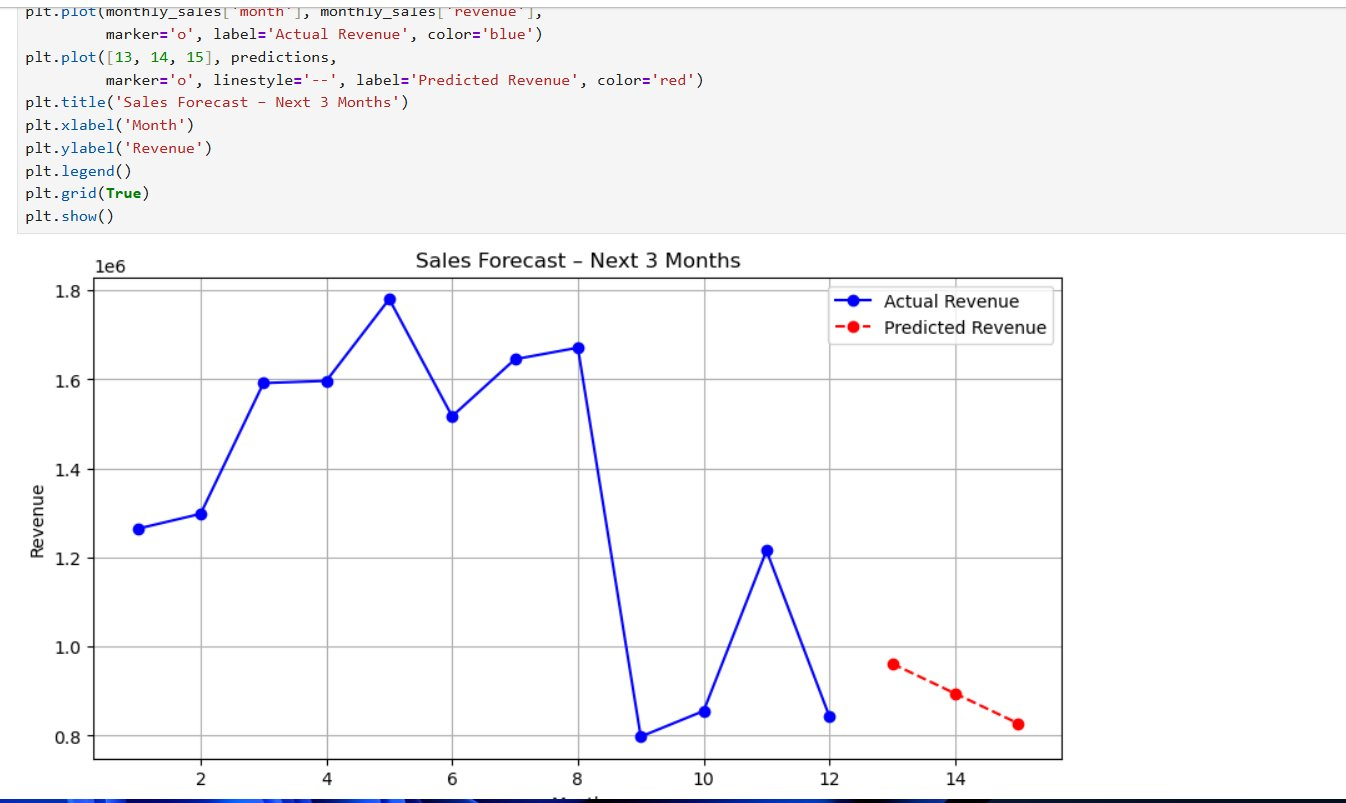 plt.plot(monthly_sales['month'], monthly_sales['revenue'],
marker='o', label='Actual Revenue', color='blue')
plt.plot([13, 14, 15], predictions,
marker='o', linestyle='--', label='Predicted Revenue', color='red')
plt.title('Sales Forecast – Next 3 Months')
plt.xlabel('Month')
plt.ylabel('Revenue')
plt.legend()
plt.grid(True)
plt.show()
Sales Forecast – Next 3 Months
1e6
Actual Revenue
Predicted Revenue
1.8
1.6
1.4
1.2
1.0
0.8
Revenue
2 4 6 8 10 12 14